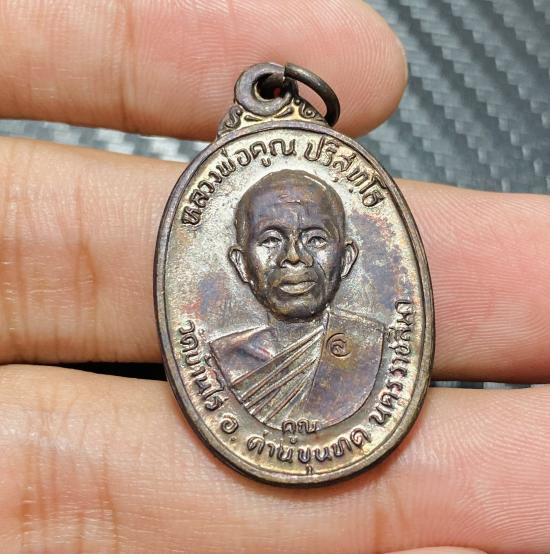 หลวงพ่อคูณ ปริสุทฺโธ
คูณ
วัดบ้านไร่ อ. ด่านขุนทด นครราชสีมา